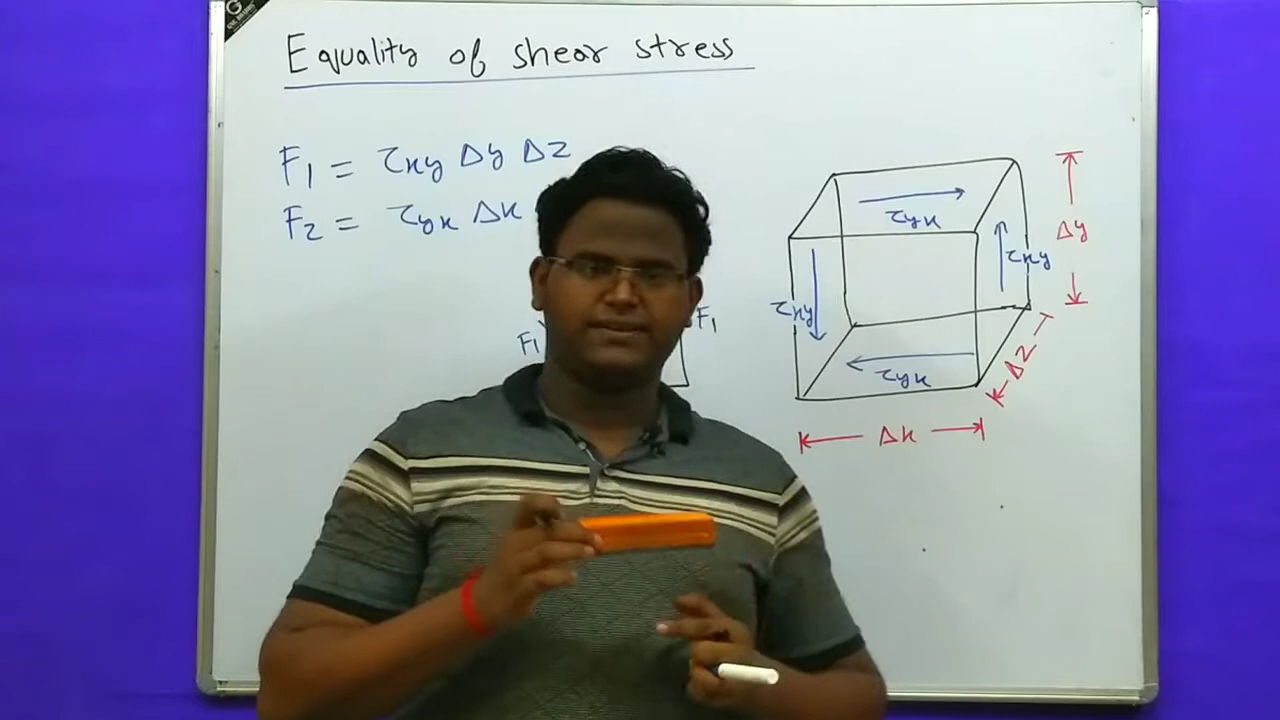 Equality of shear stress
F₁ = τxy Δy Δz
F₂ = τyx Δx
F₁
F₁
τyx
τxy
τxy
τyx
Δy
Δz
Δx